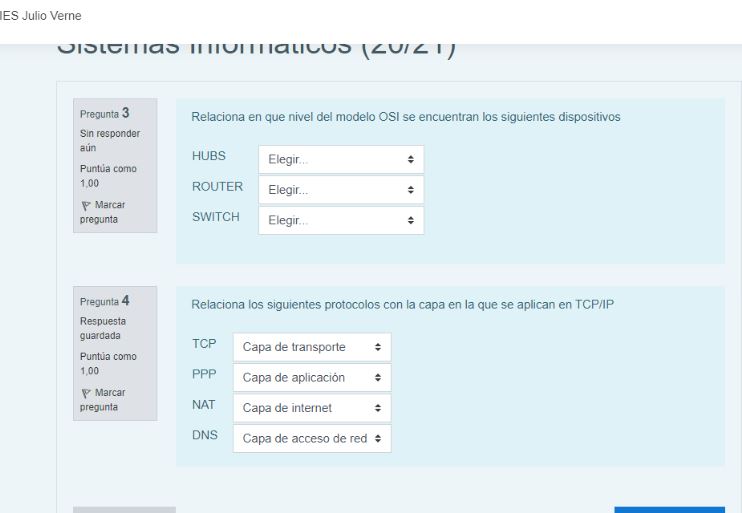 IES Julio Verne
Sistemas Informáticos (20/21)
Pregunta 3
Sin responder
aún
Puntúa como
1,00
Marcar
pregunta
Relaciona en que nivel del modelo OSI se encuentran los siguientes dispositivos
HUBS Elegir...
ROUTER Elegir...
SWITCH Elegir...
Pregunta 4
Respuesta
guardada
Puntúa como
1,00
Marcar
pregunta
Relaciona los siguientes protocolos con la capa en la que se aplican en TCP/IP
TCP Capa de transporte
PPP Capa de aplicación
NAT Capa de internet
DNS Capa de acceso de red